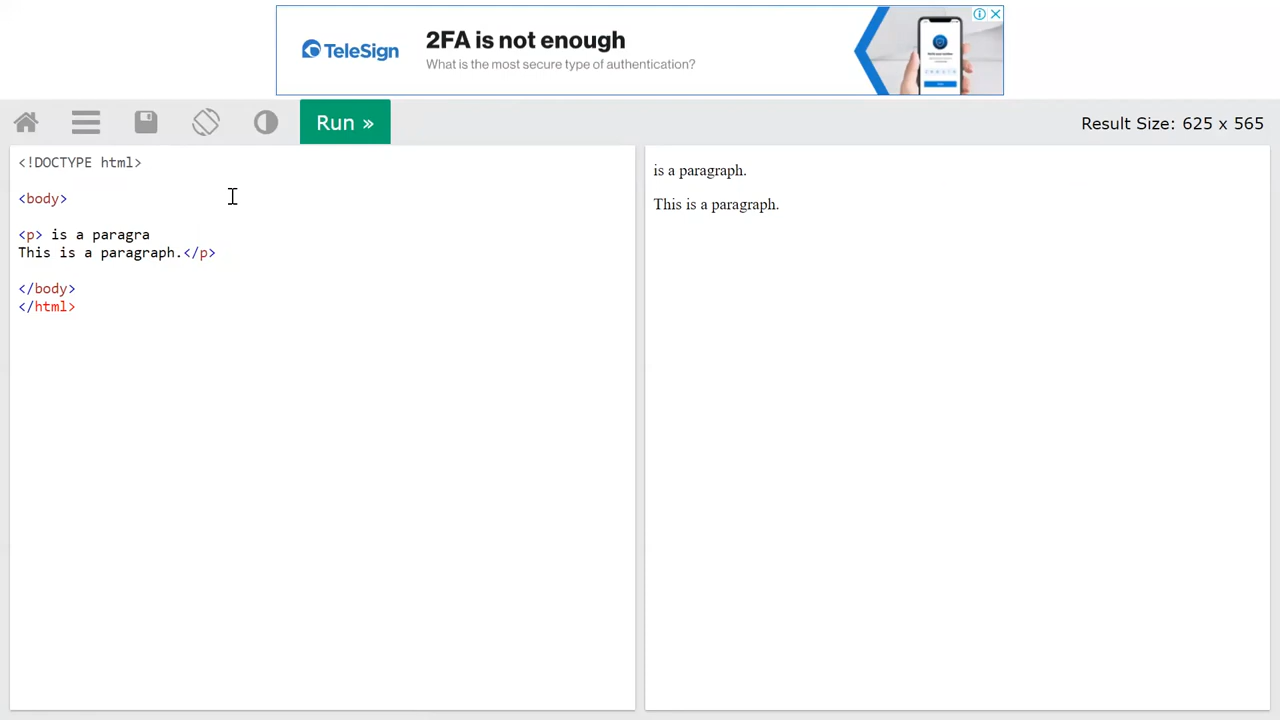 TeleSign
2FA is not enough
What is the most secure type of authentication?
Run »
Result Size: 625 x 565
<!DOCTYPE html>
<body>
<p> is a paragra
This is a paragraph.</p>
</body>
</html>
is a paragraph.
This is a paragraph.